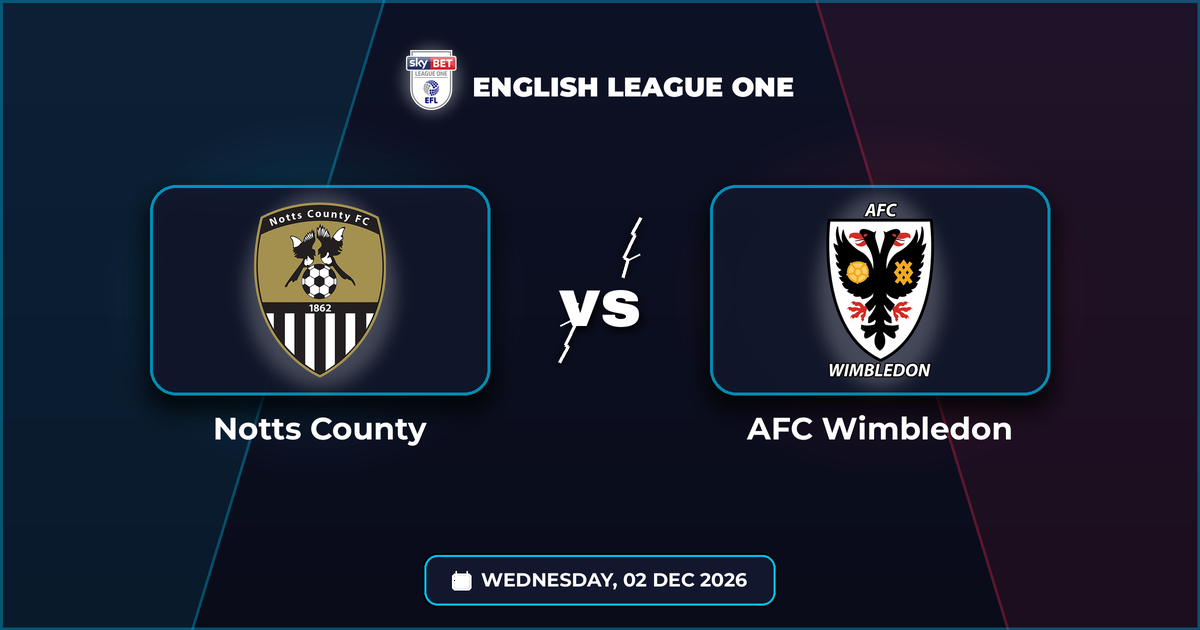 sky BET
LEAGUE ONE
EFL
ENGLISH LEAGUE ONE
Notts County FC
1862
AFC
WIMBLEDON
VS
Notts County
AFC Wimbledon
WEDNESDAY, 02 DEC 2026